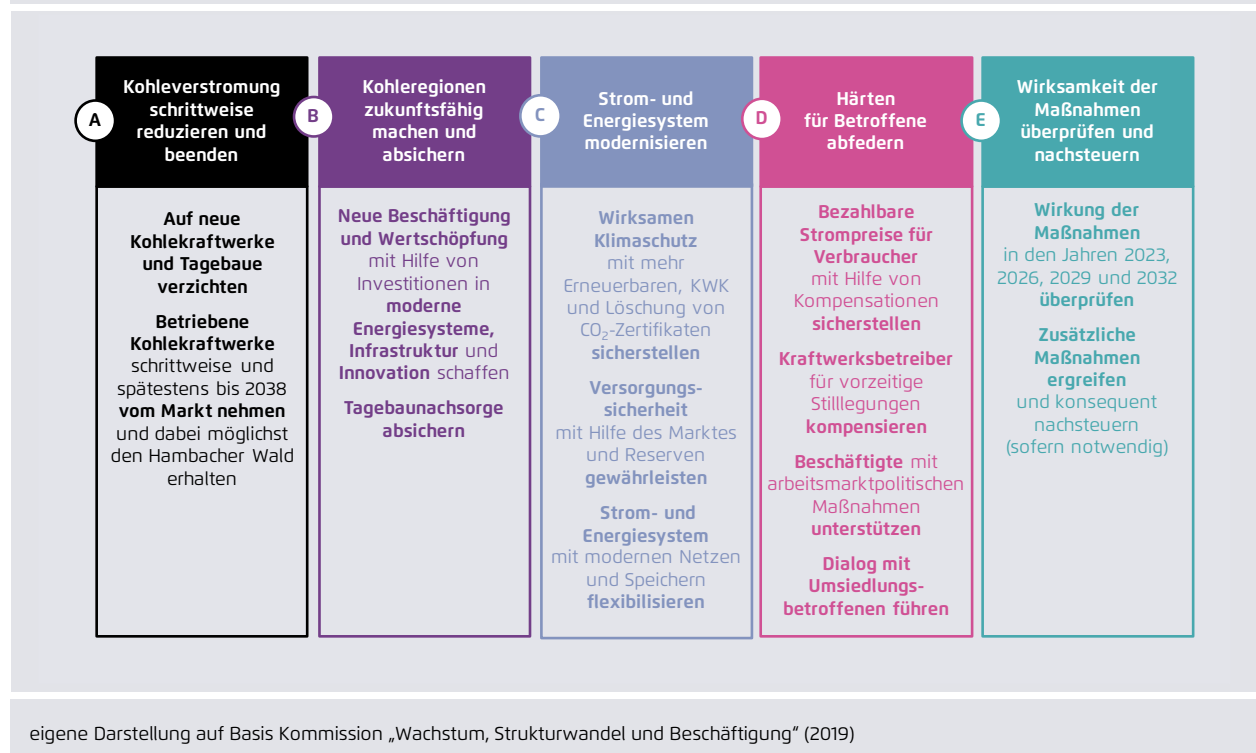 A
Kohleverstromung
schrittweise
reduzieren und
beenden
Auf neue
Kohlekraftwerke
und Tagebaue
verzichten
Betriebene
Kohlekraftwerke
schrittweise und
spätestens bis 2038
vom Markt nehmen
und dabei möglichst
den Hambacher Wald
erhalten
B
Kohleregionen
zukunftsfähig
machen und
absichern
Neue Beschäftigung
und Wertschöpfung
mit Hilfe von
Investitionen in
moderne
Energiesysteme,
Infrastruktur und
Innovation schaffen
Tagebaunachsorge
absichern
C
Strom- und
Energiesystem
modernisieren
Wirksamen
Klimaschutz
mit mehr
Erneuerbaren, KWK
und Löschung von
CO₂-Zertifikaten
sicherstellen
Versorgungs-
sicherheit
mit Hilfe des Marktes
und Reserven
gewährleisten
Strom- und
Energiesystem
mit modernen Netzen
und Speichern
flexibilisieren
D
Härten
für Betroffene
abfedern
Bezahlbare
Strompreise für
Verbraucher
mit Hilfe von
Kompensationen
sicherstellen
Kraftwerksbetreiber
für vorzeitige
Stilllegungen
kompensieren
Beschäftigte mit
arbeitsmarktpolitischen
Maßnahmen
unterstützen
Dialog mit
Umsiedlungs-
betroffenen führen
E
Wirksamkeit der
Maßnahmen
überprüfen und
nachsteuern
Wirkung der
Maßnahmen
in den Jahren 2023,
2026, 2029 und 2032
überprüfen
Zusätzliche
Maßnahmen
ergreifen
und konsequent
nachsteuern
(sofern notwendig)
eigene Darstellung auf Basis Kommission „Wachstum, Strukturwandel und Beschäftigung“ (2019)